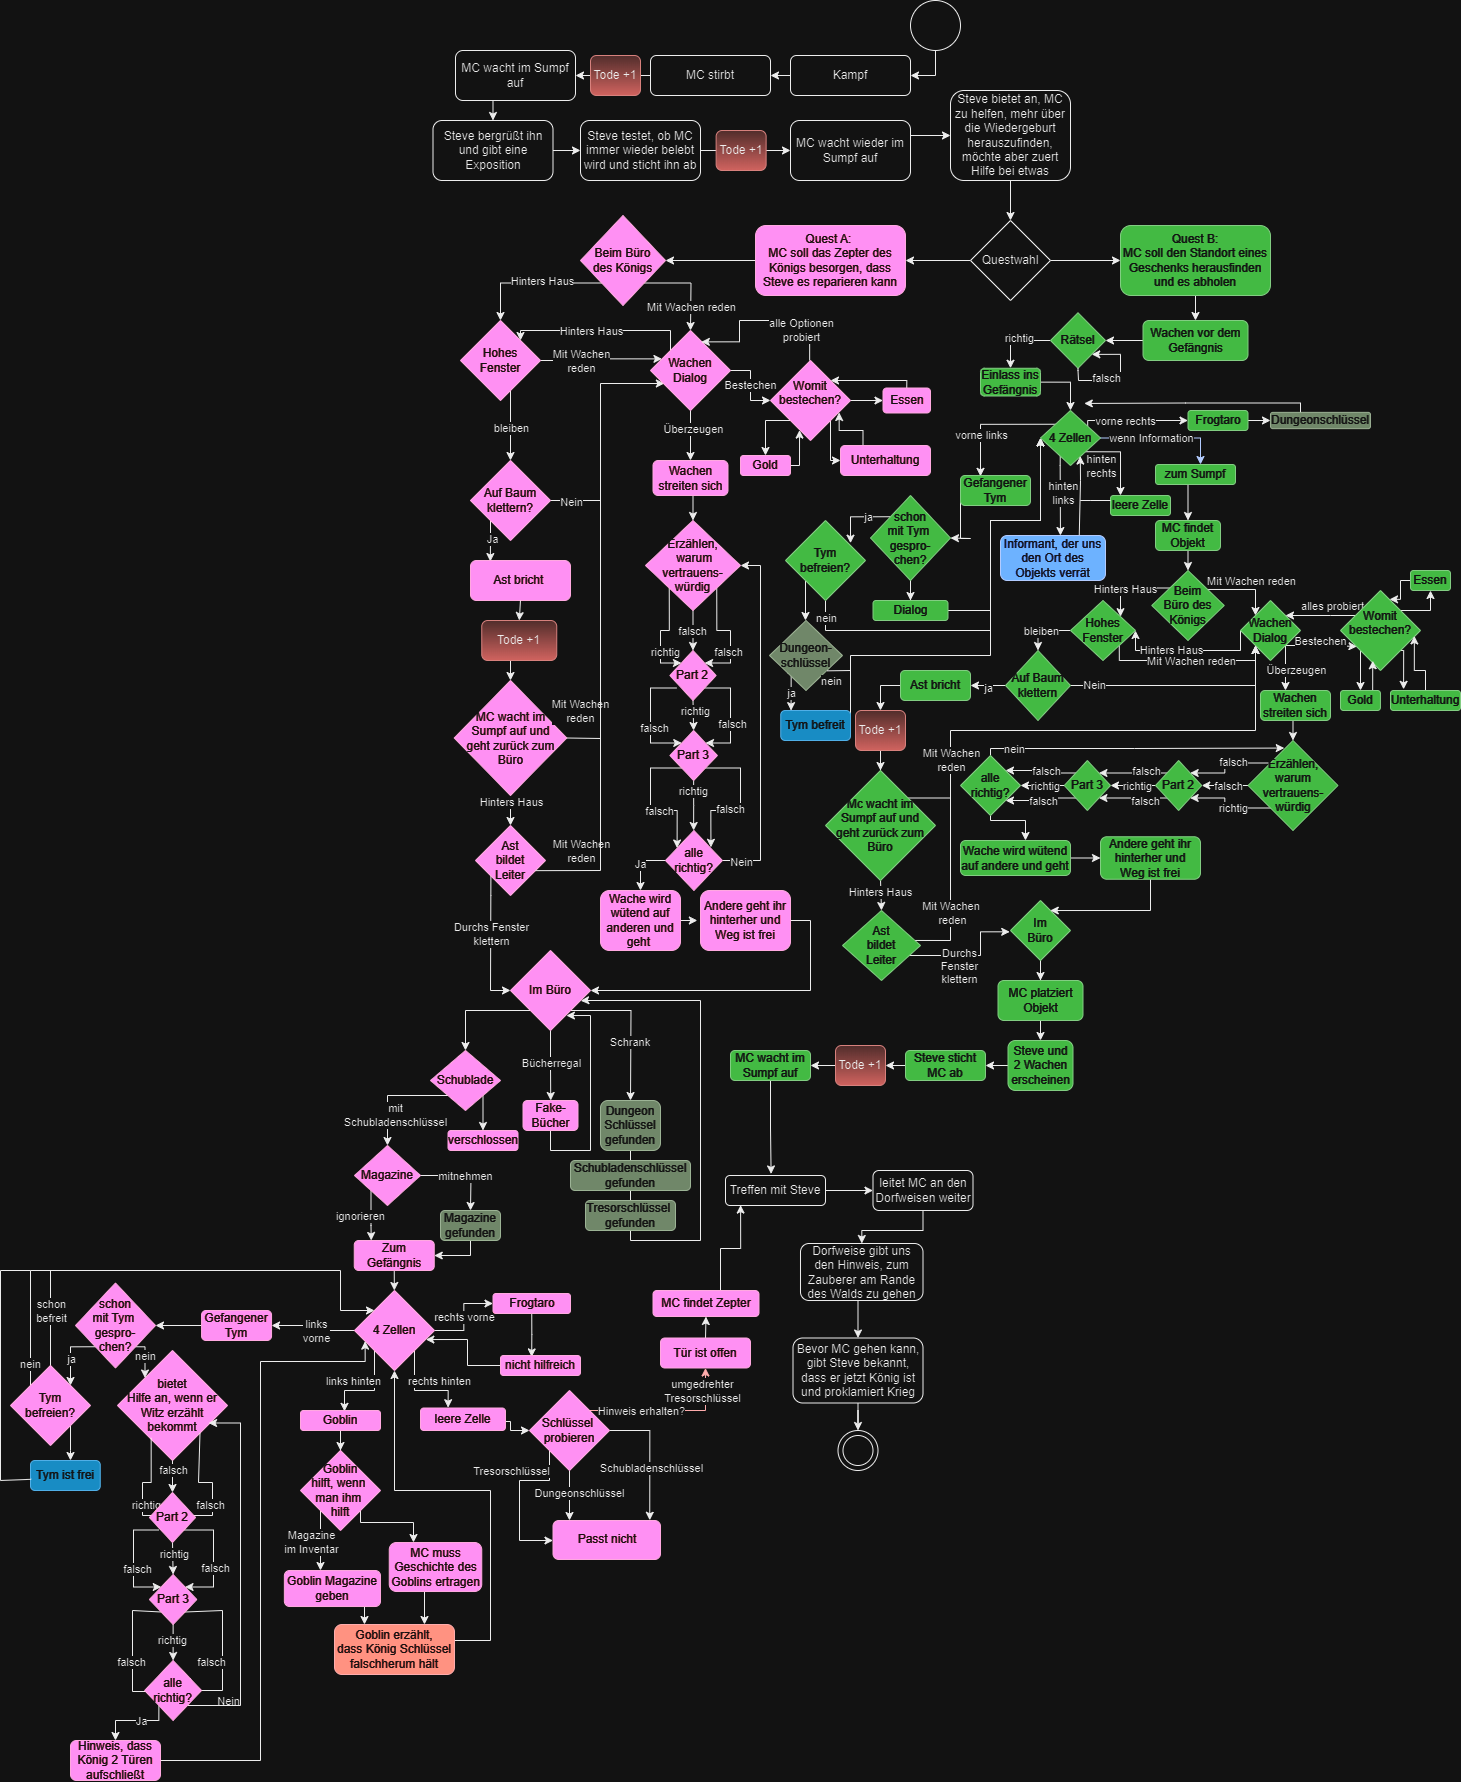 MC wacht im Sumpf
auf
Tode +1
MC stirbt
Kampf
Steve bergrüßt ihn
und gibt eine
Exposition
Steve testet, ob MC
immer wieder belebt
wird und sticht ihn ab
Tode +1
MC wacht wieder im
Sumpf auf
Steve bietet an, MC
zu helfen, mehr über
die Wiedergeburt
herauszufinden,
möchte aber zuert
Hilfe bei etwas
Questwahl
Quest A:
MC soll das Zepter des
Königs besorgen, dass
Steve es reparieren kann
Beim Büro
des Königs
Hinters Haus
Mit Wachen reden
Hohes
Fenster
Hinters Haus
Mit Wachen
reden
Wachen
Dialog
alle Optionen
probiert
Bestechen
Womit
bestechen?
Essen
Gold
Unterhaltung
Überzeugen
Wachen
streiten sich
bleiben
Auf Baum
klettern?
Nein
Ja
Ast bricht
Tode +1
MC wacht im
Sumpf auf und
geht zurück zum
Büro
Mit Wachen
reden
Hinters Haus
Ast
bildet
Leiter
Mit Wachen
reden
Durchs Fenster
klettern
Erzählen,
warum
vertrauens-
würdig
richtig
falsch
falsch
Part 2
falsch
richtig
falsch
Part 3
falsch
richtig
falsch
alle
richtig?
Ja
Nein
Wache wird
wütend auf
anderen und
geht
Andere geht ihr
hinterher und
Weg ist frei
Im Büro
Schublade
mit
Schubladenschlüssel
verschlossen
Bücherregal
Fake-
Bücher
Schrank
Dungeon
Schlüssel
gefunden
Schubladenschlüssel
gefunden
Tresorschlüssel
gefunden
Magazine
mitnehmen
ignorieren
Magazine
gefunden
Zum
Gefängnis
4 Zellen
links
vorne
Gefangener
Tym
schon
mit Tym
gespro-
chen?
schon
befreit
nein
ja
nein
Tym
befreien?
Tym ist frei
bietet
Hilfe an, wenn er
Witz erzählt
bekommt
richtig
falsch
falsch
Part 2
falsch
richtig
falsch
Part 3
falsch
richtig
falsch
alle
richtig?
Nein
Ja
Hinweis, dass
König 2 Türen
aufschließt
rechts vorne
Frogtaro
nicht hilfreich
links hinten
Goblin
Goblin
hilft, wenn
man ihm
hilft
Magazine
im Inventar
Goblin Magazine
geben
MC muss
Geschichte des
Goblins ertragen
Goblin erzählt,
dass König Schlüssel
falschherum hält
rechts hinten
leere Zelle
Schlüssel
probieren
Hinweis erhalten?
umgedrehter
Tresorschlüssel
Tresorschlüssel
Dungeonschlüssel
Schubladenschlüssel
Passt nicht
Tür ist offen
MC findet Zepter
Quest B:
MC soll den Standort eines
Geschenks herausfinden
und es abholen
Wachen vor dem
Gefängnis
Rätsel
richtig
falsch
Einlass ins
Gefängnis
4 Zellen
vorne rechts
Frogtaro
Dungeonschlüssel
wenn Information
zum Sumpf
vorne links
Gefangener
Tym
hinten
rechts
leere Zelle
hinten
links
Informant, der uns
den Ort des
Objekts verrät
schon
mit Tym
gespro-
chen?
ja
Dialog
Tym
befreien?
nein
Dungeon-
schlüssel
nein
ja
Tym befreit
MC findet
Objekt
Beim
Büro des
Königs
Hinters Haus
Mit Wachen reden
Hohes
Fenster
Hinters Haus
Mit Wachen reden
Wachen
Dialog
alles probiert
Bestechen
Womit
bestechen?
Essen
Gold
Unterhaltung
Überzeugen
Wachen
streiten sich
bleiben
Auf Baum
klettern
Nein
ja
Ast bricht
Tode +1
Mc wacht im
Sumpf auf und
geht zurück zum
Büro
Mit Wachen
reden
Hinters Haus
Ast
bildet
Leiter
Mit Wachen
reden
Durchs
Fenster
klettern
Erzählen,
warum
vertrauens-
würdig
falsch
falsch
richtig
Part 2
falsch
richtig
falsch
Part 3
falsch
richtig
falsch
alle
richtig?
nein
Wache wird wütend
auf andere und geht
Andere geht ihr
hinterher und
Weg ist frei
Im
Büro
MC platziert
Objekt
Steve und
2 Wachen
erscheinen
Steve sticht
MC ab
Tode +1
MC wacht im
Sumpf auf
Treffen mit Steve
leitet MC an den
Dorfweisen weiter
Dorfweise gibt uns
den Hinweis, zum
Zauberer am Rande
des Walds zu gehen
Bevor MC gehen kann,
gibt Steve bekannt,
dass er jetzt König ist
und proklamiert Krieg